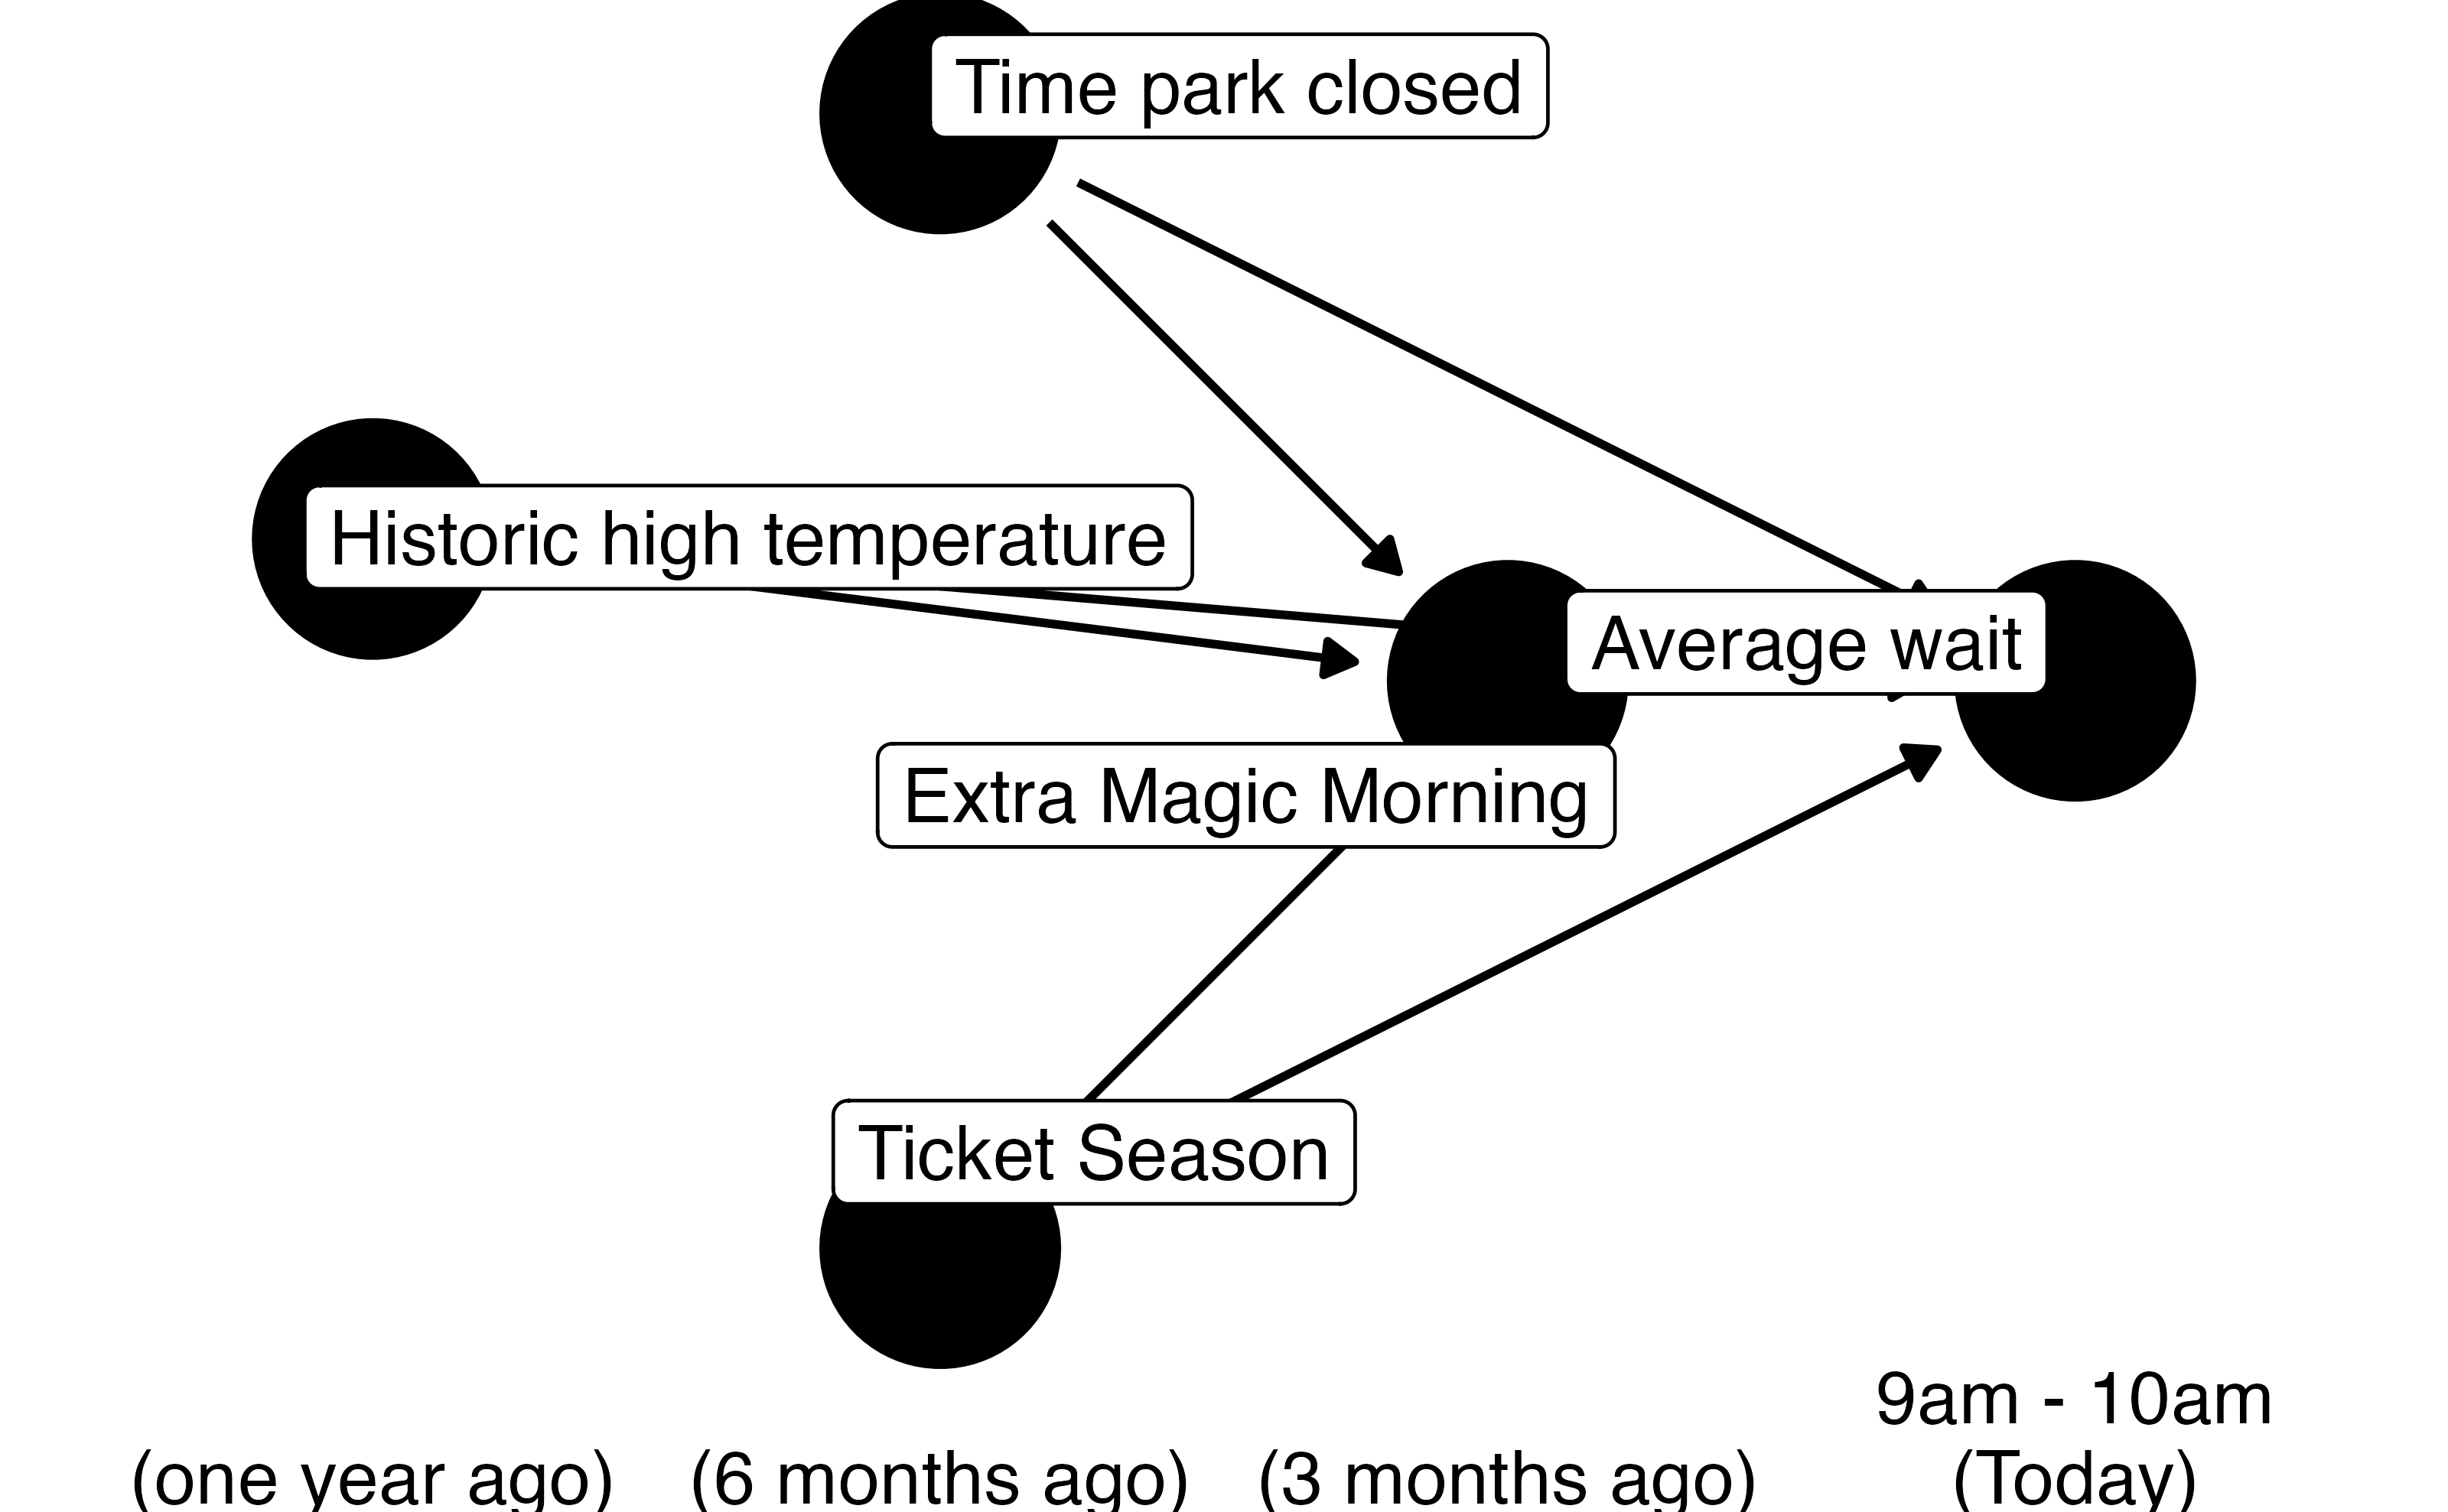 Time park closed
Historic high temperature
Average wait
Extra Magic Morning
Ticket Season
9am - 10am
(one year ago) (6 months ago) (3 months ago) (Today)